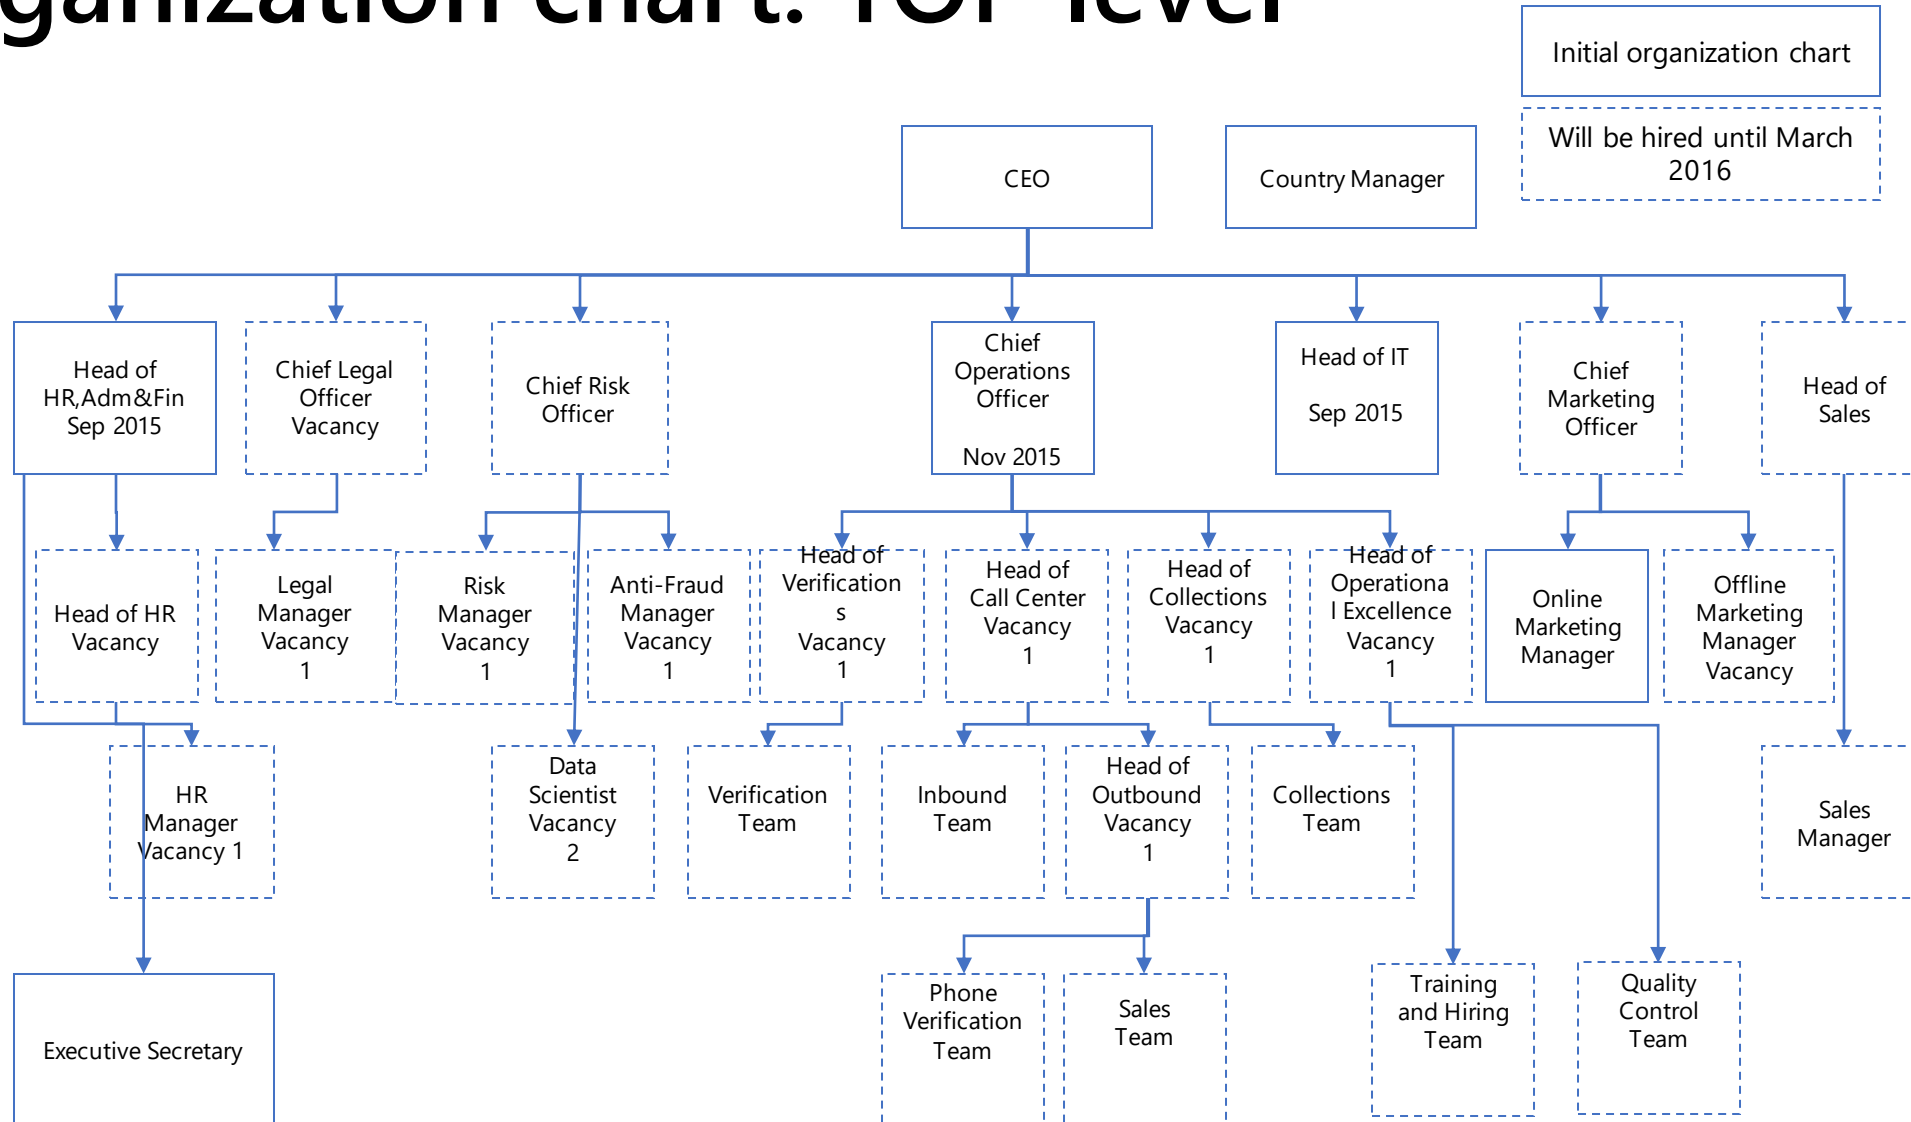 ganization chart: TOP level
Initial organization chart
Will be hired until March
2016
CEO
Country Manager
Head of
HR,Adm&Fin
Sep 2015
Chief Legal
Officer
Vacancy
Chief Risk
Officer
Chief
Operations
Officer
Nov 2015
Head of IT
Sep 2015
Chief
Marketing
Officer
Head of
Sales
Head of HR
Vacancy
Legal
Manager
Vacancy
1
Risk
Manager
Vacancy
1
Anti-Fraud
Manager
Vacancy
1
Head of
Verification
s
Vacancy
1
Head of
Call Center
Vacancy
1
Head of
Collections
Vacancy
1
Head of
Operationa
l Excellence
Vacancy
1
Online
Marketing
Manager
Offline
Marketing
Manager
Vacancy
HR
Manager
Vacancy 1
Data
Scientist
Vacancy
2
Verification
Team
Inbound
Team
Head of
Outbound
Vacancy
1
Collections
Team
Sales
Manager
Executive Secretary
Phone
Verification
Team
Sales
Team
Training
and Hiring
Team
Quality
Control
Team